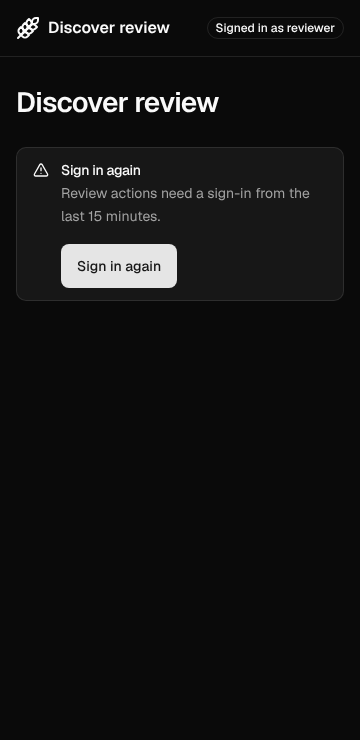 Discover review
Signed in as reviewer
Discover review
Sign in again
Review actions need a sign-in from the
last 15 minutes.
Sign in again